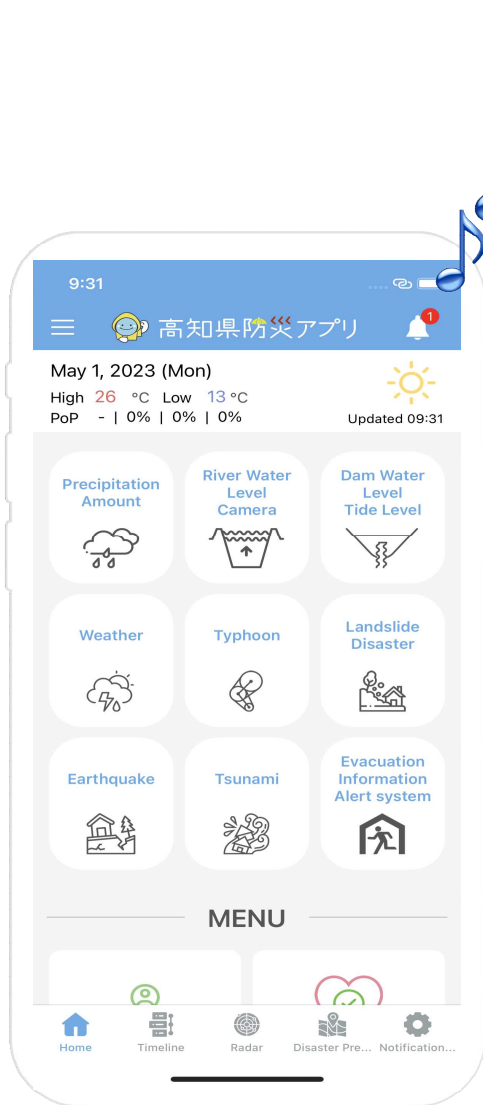 9:31
高知県防災アプリ
1
May 1, 2023 (Mon)
High 26 °C Low 13 °C
PoP - | 0% | 0% | 0%
Updated 09:31
Precipitation
Amount
River Water
Level
Camera
Dam Water
Level
Tide Level
Weather
Typhoon
Landslide
Disaster
Earthquake
Tsunami
Evacuation
Information
Alert system
MENU
Home
Timeline
Radar
Disaster Pre...
Notification...